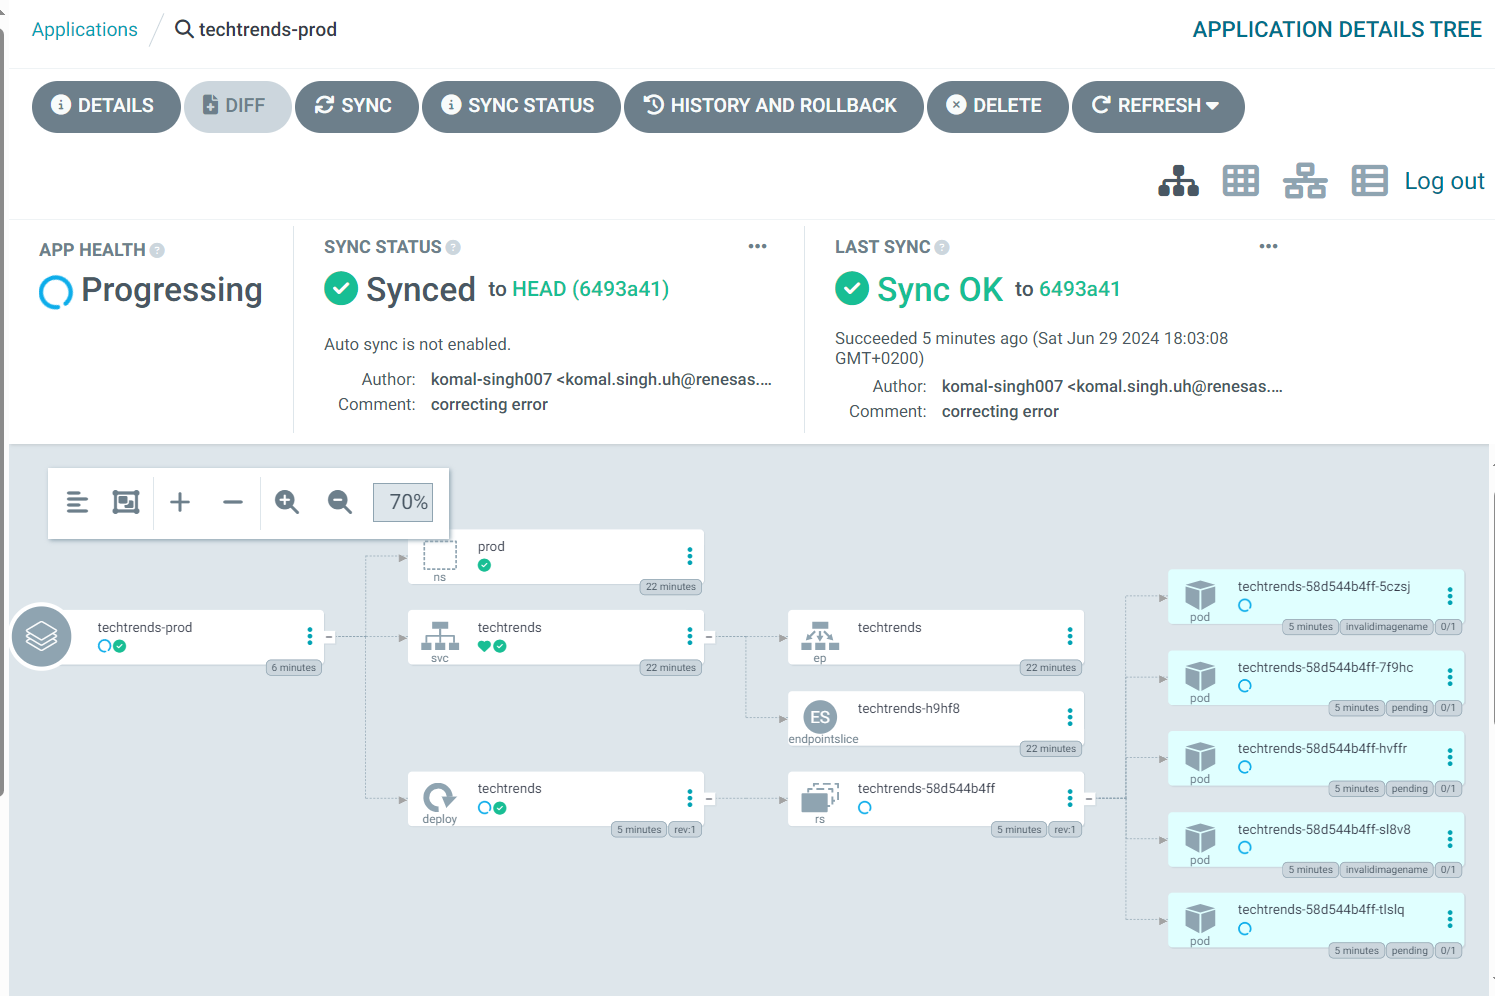 Applications
techtrends-prod
APPLICATION DETAILS TREE
DETAILS
DIFF
SYNC
SYNC STATUS
HISTORY AND ROLLBACK
DELETE
REFRESH
Log out
APP HEALTH
Progressing
SYNC STATUS
Synced to HEAD (6493a41)
Auto sync is not enabled.
Author: komal-singh007 <komal.singh.uh@renesas....
Comment: correcting error
LAST SYNC
Sync OK to 6493a41
Succeeded 5 minutes ago (Sat Jun 29 2024 18:03:08
GMT+0200)
Author: komal-singh007 <komal.singh.uh@renesas....
Comment: correcting error
70%
techtrends-prod
6 minutes
prod
ns
22 minutes
techtrends
svc
22 minutes
techtrends
deploy
5 minutes rev:1
techtrends
ep
22 minutes
ES
techtrends-h9hf8
endpointslice
22 minutes
techtrends-58d544b4ff
rs
5 minutes rev:1
techtrends-58d544b4ff-5czsj
pod
5 minutes invalidimagename 0/1
techtrends-58d544b4ff-7f9hc
pod
5 minutes pending 0/1
techtrends-58d544b4ff-hvffr
pod
5 minutes pending 0/1
techtrends-58d544b4ff-sl8v8
pod
5 minutes invalidimagename 0/1
techtrends-58d544b4ff-tlslq
pod
5 minutes pending 0/1